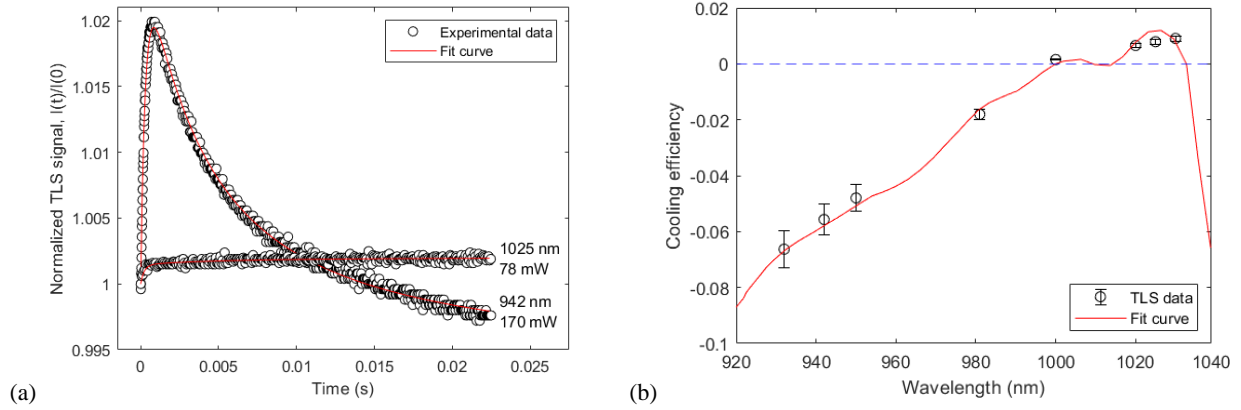 1.02
1.015
1.01
1.005
1
0.995
Normalized TLS signal, I(t)/I(0)
Experimental data
Fit curve
1025 nm
78 mW
942 nm
170 mW
0
0.005
0.01
0.015
0.02
0.025
Time (s)
(a)
0
-0.02
-0.04
-0.06
-0.08
-0.1
Cooling efficiency
TLS data
Fit curve
920
940
960
980
1000
1020
1040
Wavelength (nm)
(b)